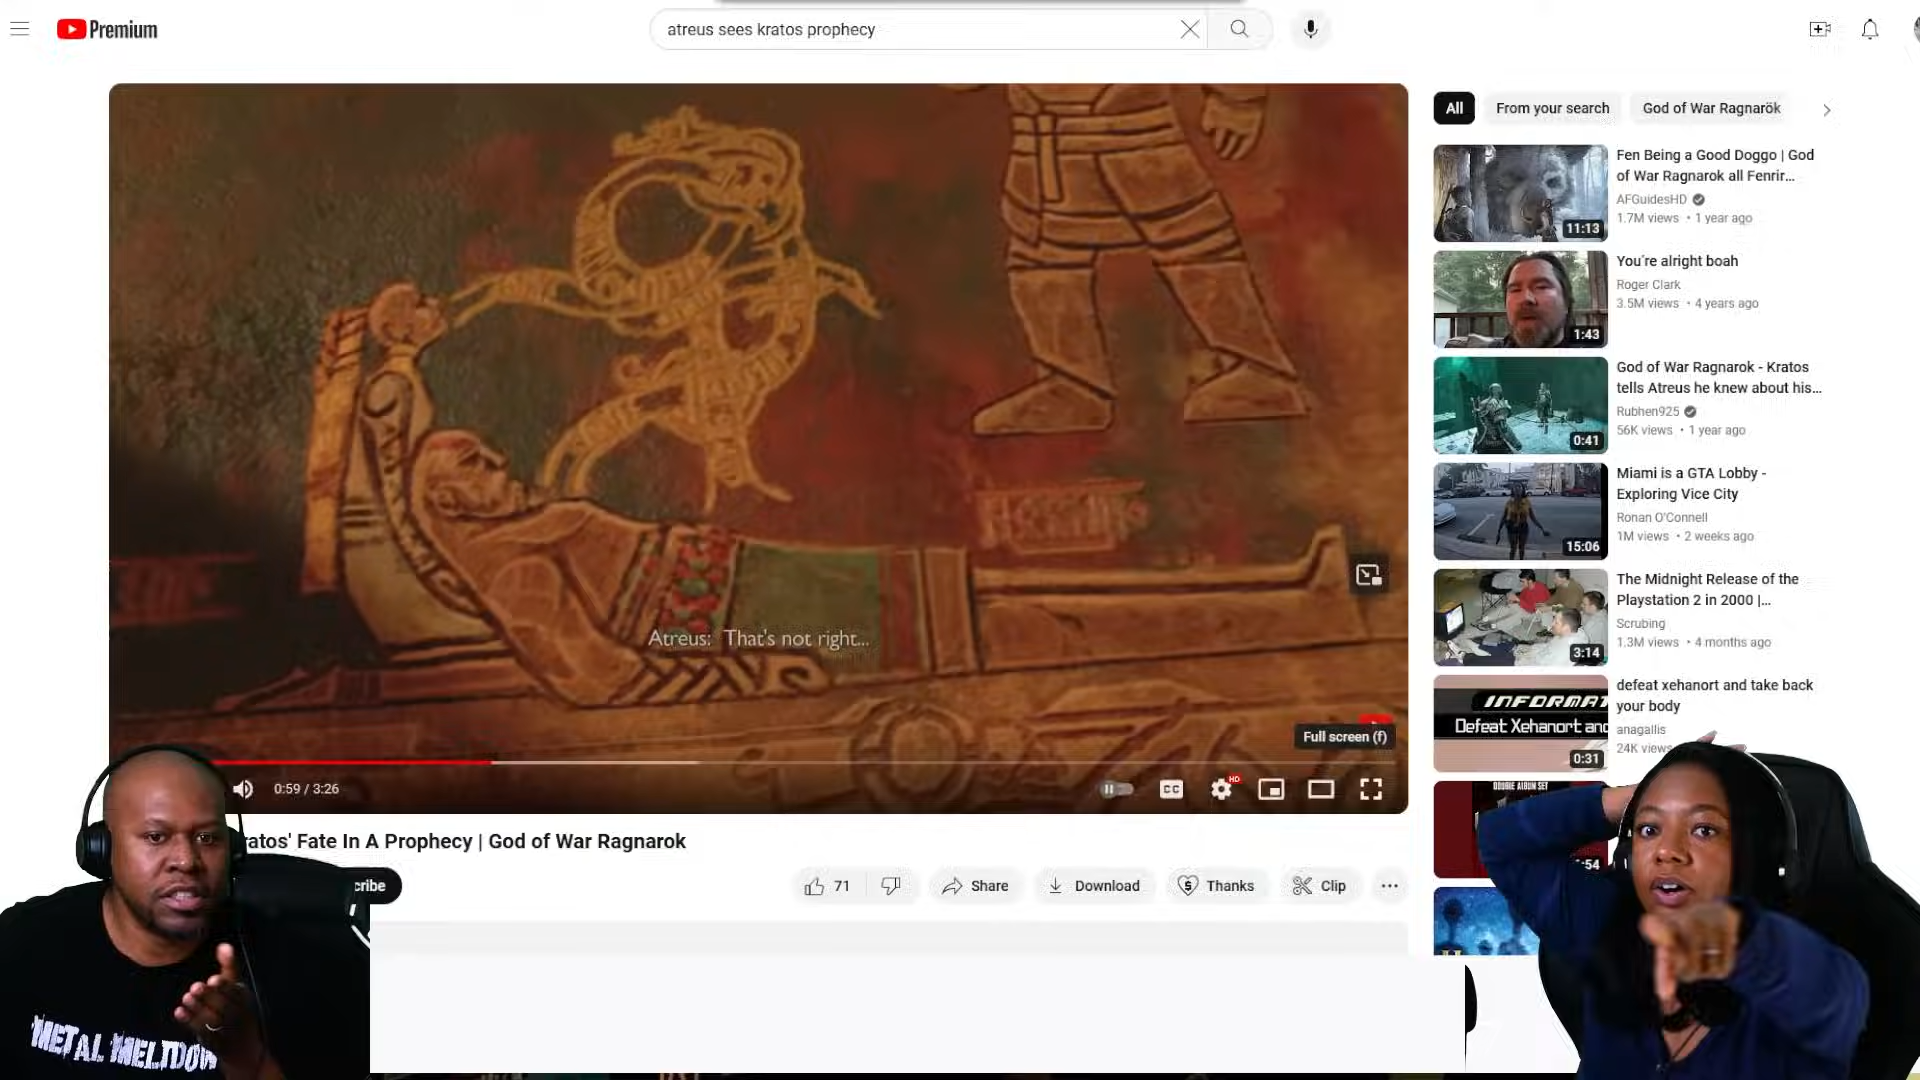 Premium
atreus sees kratos prophecy
All
From your search
God of War Ragnarök
Fen Being a Good Doggo | God
of War Ragnarok all Fenrir...
AFGuidesHD
1.7M views • 1 year ago
11:13
You're alright boah
Roger Clark
3.5M views • 4 years ago
1:43
God of War Ragnarok - Kratos
tells Atreus he knew about his...
Rubhen925
56K views • 1 year ago
0:41
Miami is a GTA Lobby -
Exploring Vice City
Ronan O'Connell
1M views • 2 weeks ago
15:06
The Midnight Release of the
Playstation 2 in 2000 |...
Scrubing
1.3M views • 4 months ago
3:14
INFORMAT
Defeat Xehanort and
defeat xehanort and take back
your body
anagallis
24K views
0:31
DOUBLE ALBUM SET
:54
Atreus: That's not right...
Full screen (f)
0:59 / 3:26
CC
HD
ratos' Fate In A Prophecy | God of War Ragnarok
cribe
71
Share
Download
Thanks
Clip
METAL MELTDOW